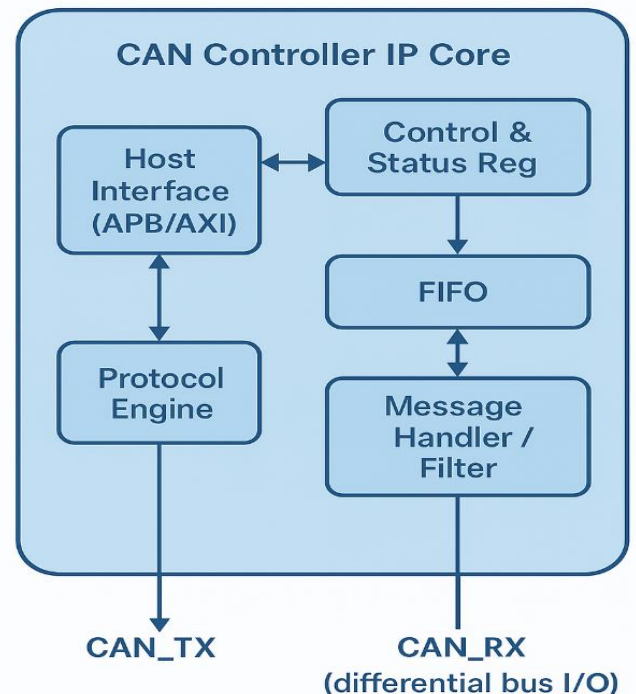 CAN Controller IP Core
Host
Interface
(APB/AXI)
Control &
Status Reg
FIFO
Protocol
Engine
Message
Handler /
Filter
CAN_TX
CAN_RX
(differential bus I/O)